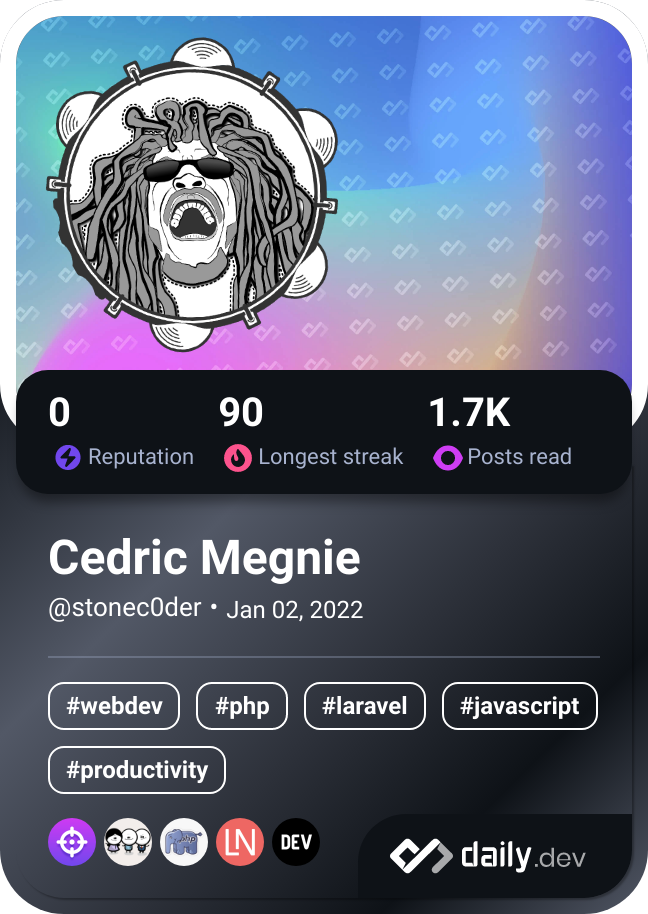 0 90 1.7K
Reputation Longest streak Posts read
Cedric Megnie
@stonec0der • Jan 02, 2022
#webdev #php #laravel #javascript
#productivity
php LN DEV daily.dev